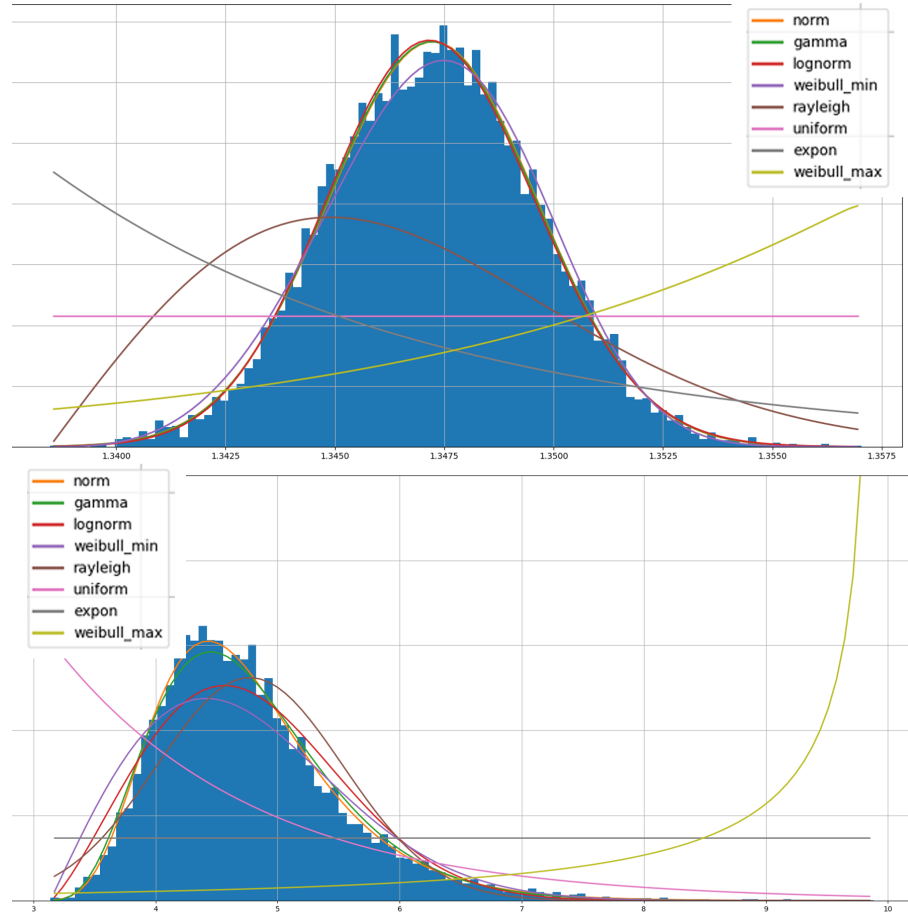 norm
gamma
lognorm
weibull_min
rayleigh
uniform
expon
weibull_max
1.3400 1.3425 1.3450 1.3475 1.3500 1.3525 1.3550 1.3575
norm
gamma
lognorm
weibull_min
rayleigh
uniform
expon
weibull_max
3 4 5 6 7 8 9 10